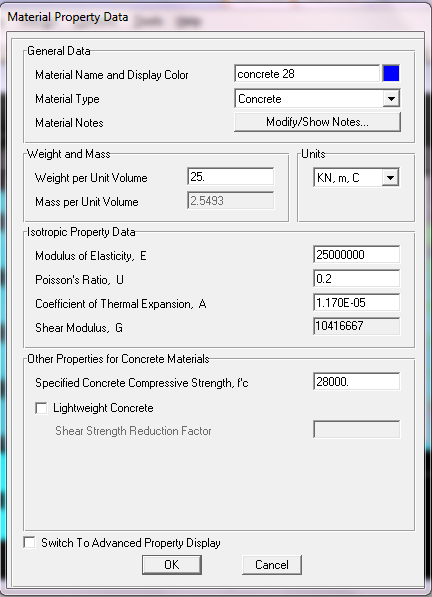 Material Property Data
General Data
Material Name and Display Color concrete 28
Material Type Concrete
Material Notes Modify/Show Notes...
Weight and Mass Units
Weight per Unit Volume 25. KN, m, C
Mass per Unit Volume 2.5493
Isotropic Property Data
Modulus of Elasticity, E 25000000
Poisson's Ratio, U 0.2
Coefficient of Thermal Expansion, A 1.170E-05
Shear Modulus, G 10416667
Other Properties for Concrete Materials
Specified Concrete Compressive Strength, f'c 28000.
Lightweight Concrete
Shear Strength Reduction Factor
Switch To Advanced Property Display
OK Cancel